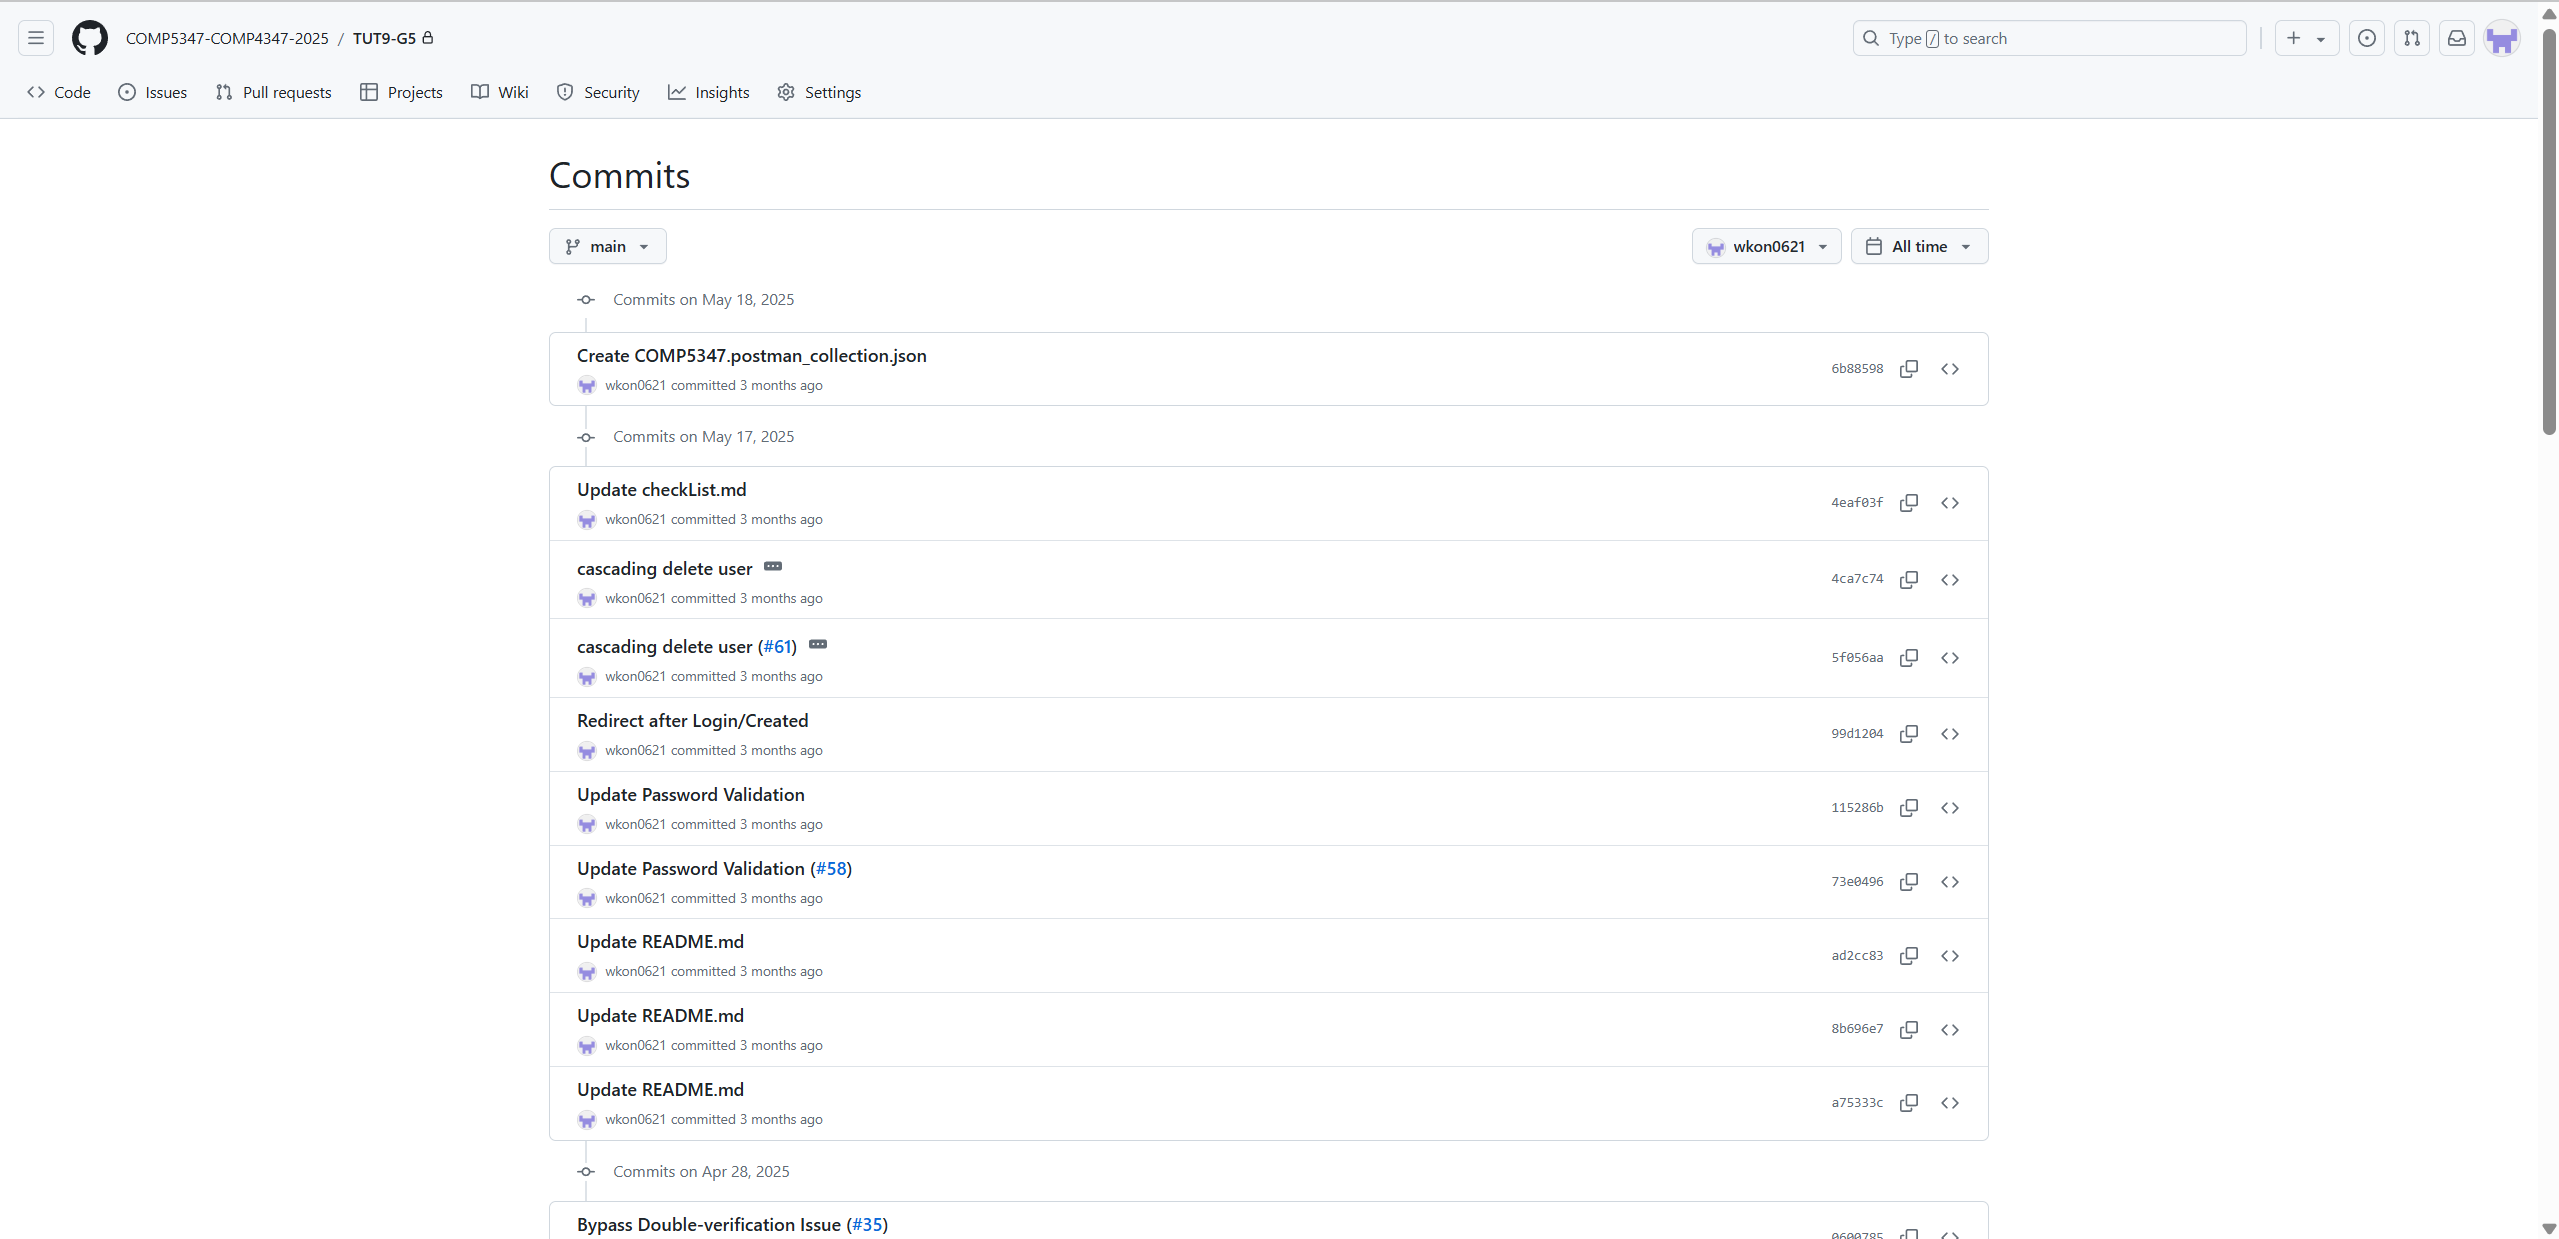 COMP5347-COMP4347-2025 / TUT9-G5
Type / to search
Code Issues Pull requests Projects Wiki Security Insights Settings
Commits
main
wkon0621
All time
Commits on May 18, 2025
Create COMP5347.postman_collection.json
wkon0621 committed 3 months ago
6b88598
Commits on May 17, 2025
Update checkList.md
wkon0621 committed 3 months ago
4eaf03f
cascading delete user
wkon0621 committed 3 months ago
4ca7c74
cascading delete user (#61)
wkon0621 committed 3 months ago
5f056aa
Redirect after Login/Created
wkon0621 committed 3 months ago
99d1204
Update Password Validation
wkon0621 committed 3 months ago
115286b
Update Password Validation (#58)
wkon0621 committed 3 months ago
73e0496
Update README.md
wkon0621 committed 3 months ago
ad2cc83
Update README.md
wkon0621 committed 3 months ago
8b696e7
Update README.md
wkon0621 committed 3 months ago
a75333c
Commits on Apr 28, 2025
Bypass Double-verification Issue (#35)